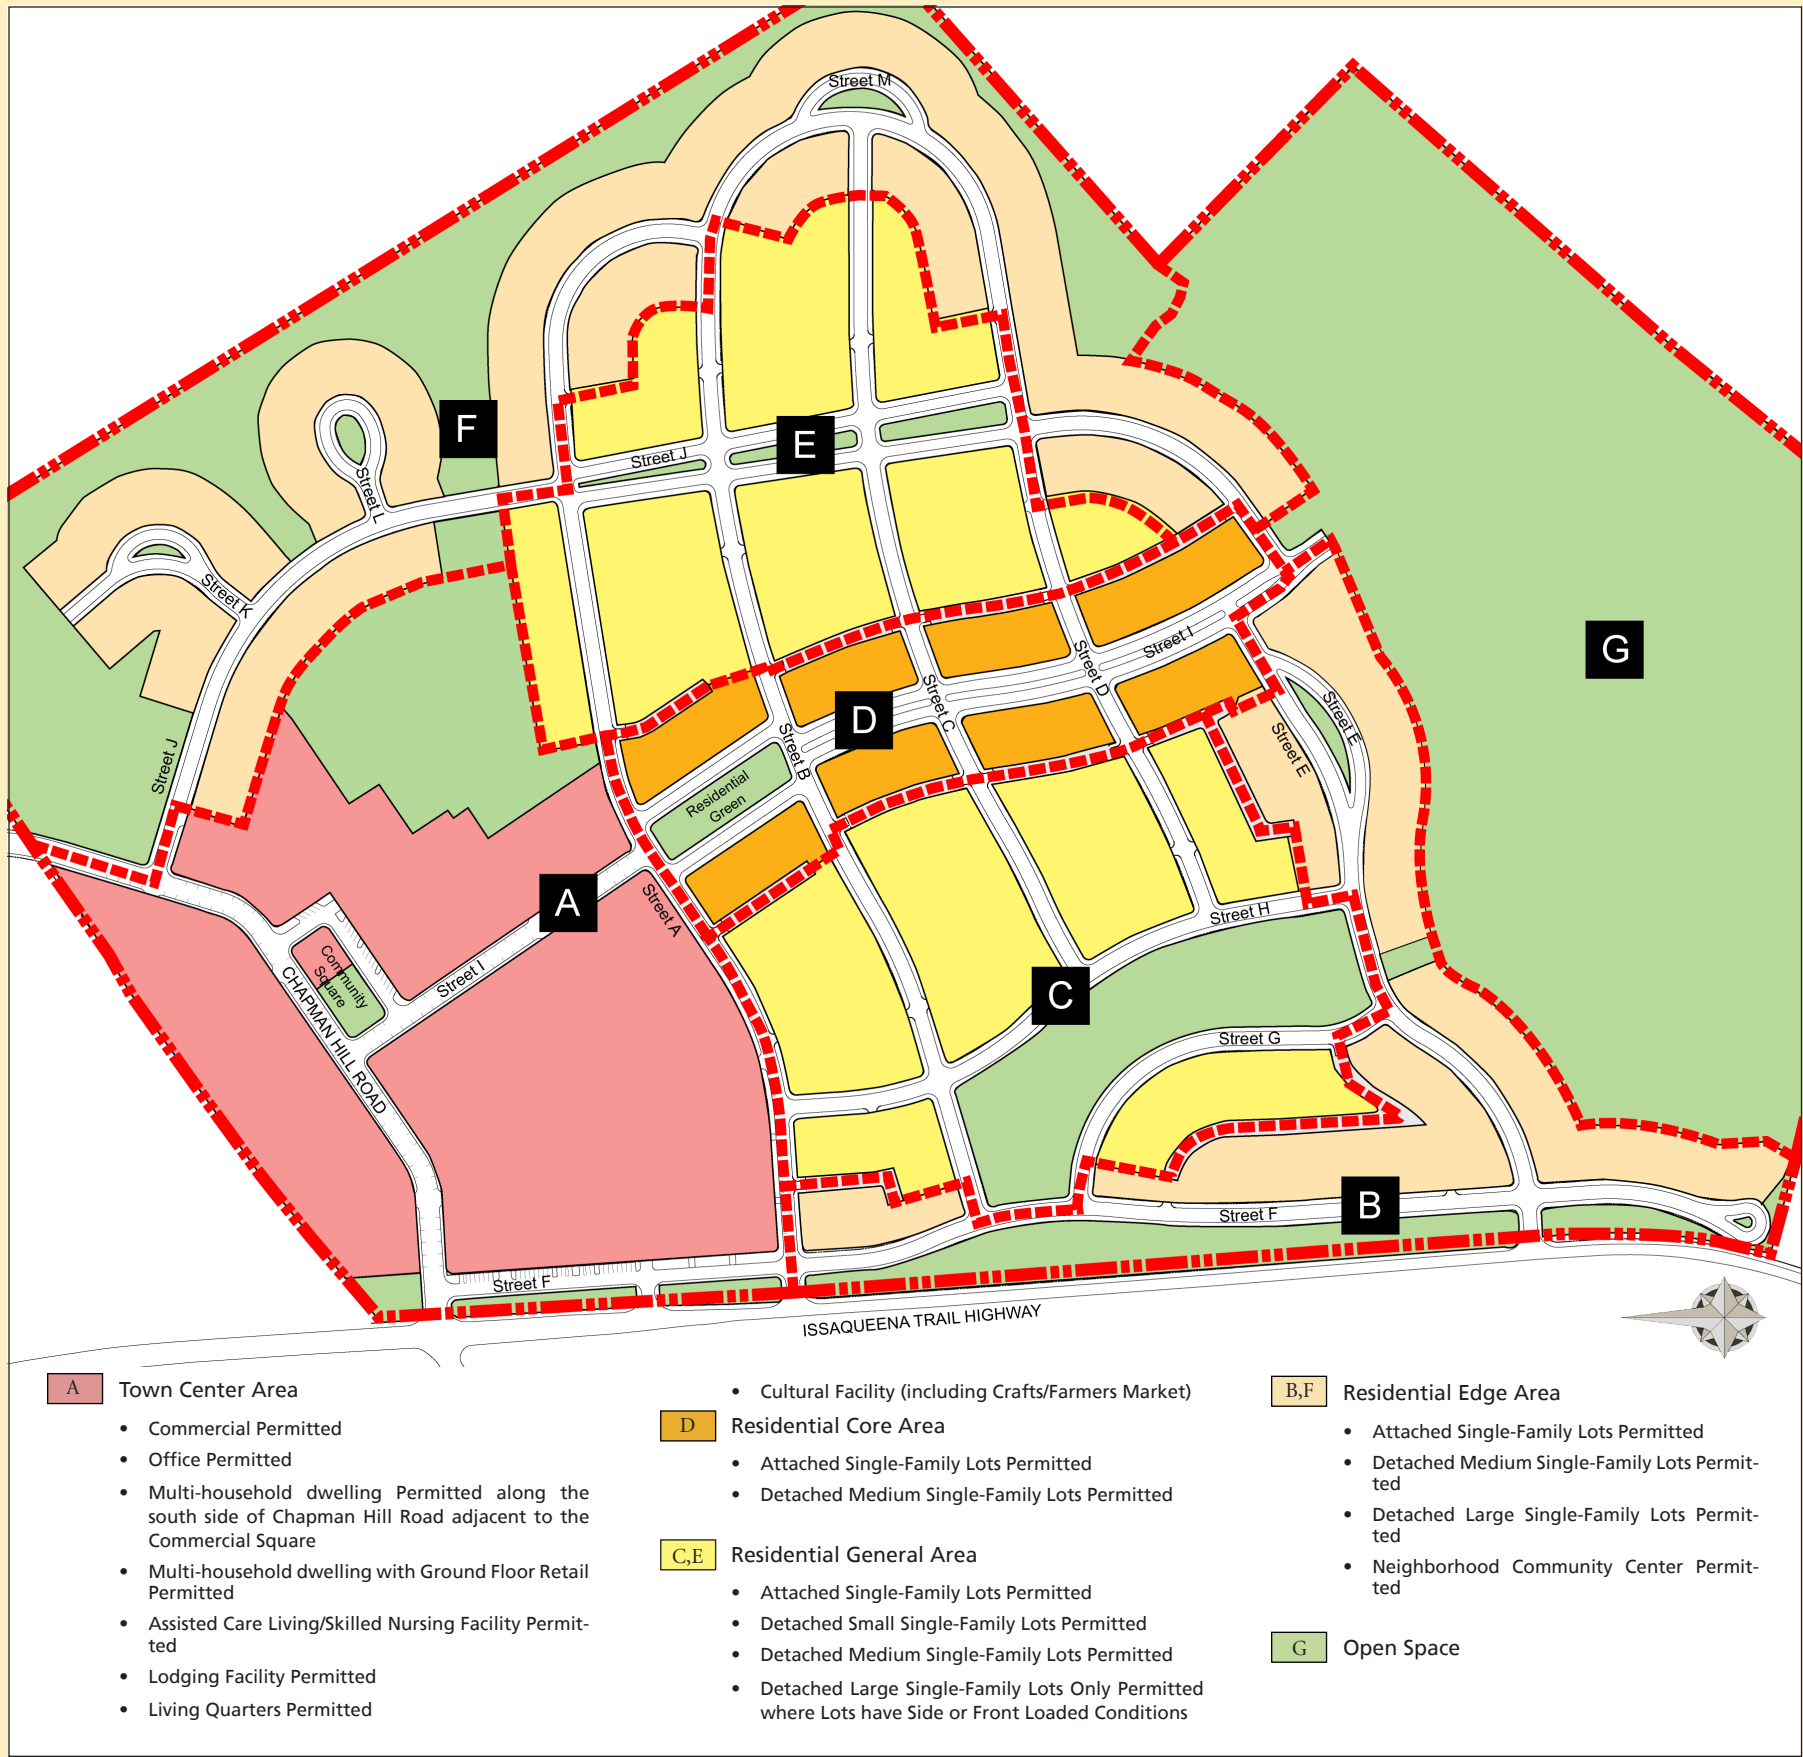 Street M
F
E
Street J
Street L
Street K
G
Street I
Street D
Street C
D
Street B
Street E
Street E
Street J
Residential
Green
A
Street A
Street H
Community
Square
Street I
C
CHAPMAN HILL ROAD
Street G
B
Street F
Street F
ISSAQUEENA TRAIL HIGHWAY
A Town Center Area
• Commercial Permitted
• Office Permitted
• Multi-household dwelling Permitted along the
south side of Chapman Hill Road adjacent to the
Commercial Square
• Multi-household dwelling with Ground Floor Retail
Permitted
• Assisted Care Living/Skilled Nursing Facility Permit-
ted
• Lodging Facility Permitted
• Living Quarters Permitted
• Cultural Facility (including Crafts/Farmers Market)
D Residential Core Area
• Attached Single-Family Lots Permitted
• Detached Medium Single-Family Lots Permitted
C,E Residential General Area
• Attached Single-Family Lots Permitted
• Detached Small Single-Family Lots Permitted
• Detached Medium Single-Family Lots Permitted
• Detached Large Single-Family Lots Only Permitted
where Lots have Side or Front Loaded Conditions
B,F Residential Edge Area
• Attached Single-Family Lots Permitted
• Detached Medium Single-Family Lots Permit-
ted
• Detached Large Single-Family Lots Permit-
ted
• Neighborhood Community Center Permit-
ted
G Open Space